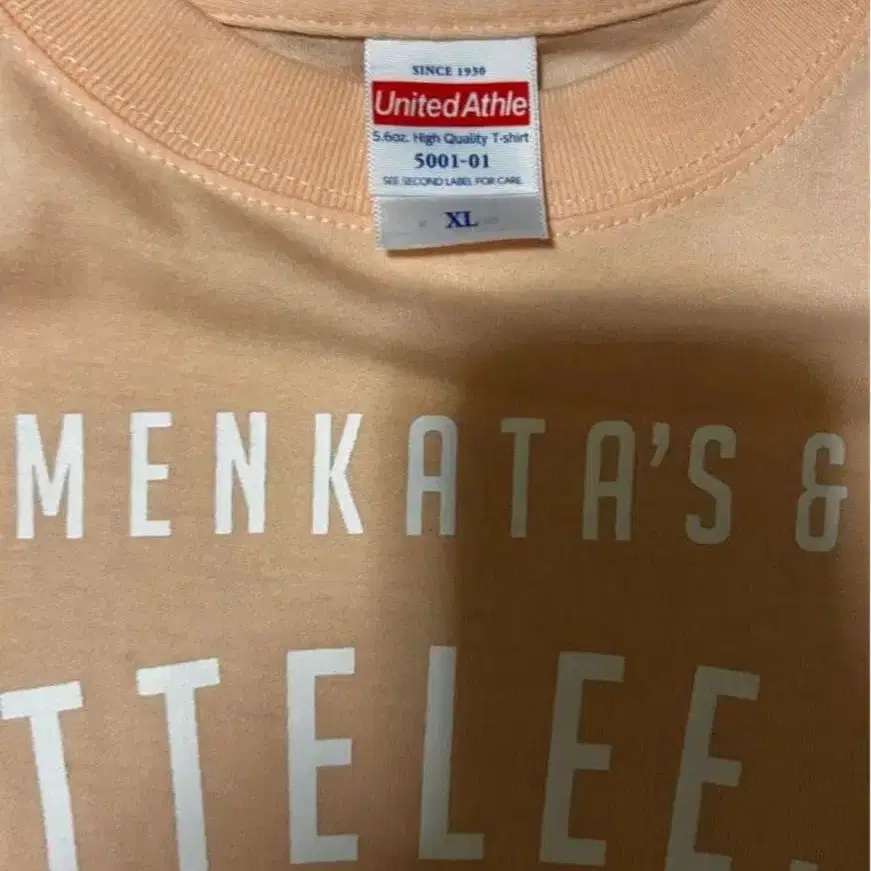 SINCE 1930
United Athle
5.6oz. High Quality T-shirt
5001-01
SEE SECOND LABEL FOR CARE
XL
MENKATA'S &
TTELEE.